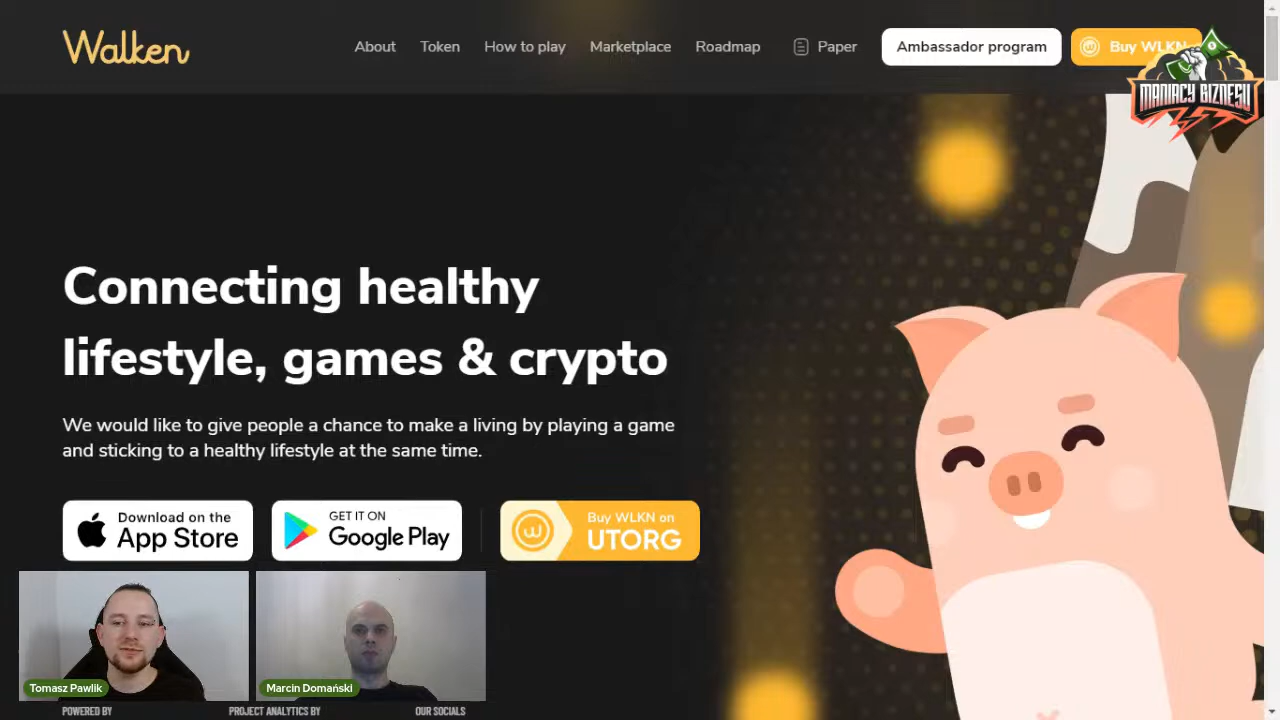 Walken
About
Token
How to play
Marketplace
Roadmap
Paper
Ambassador program
Buy WLKN
MANIACY BIZNESU
Connecting healthy
lifestyle, games & crypto
We would like to give people a chance to make a living by playing a game
and sticking to a healthy lifestyle at the same time.
Download on the
App Store
GET IT ON
Google Play
Buy WLKN on
UTORG
Tomasz Pawlik
Marcin Domański
POWERED BY
PROJECT ANALYTICS BY
OUR SOCIALS